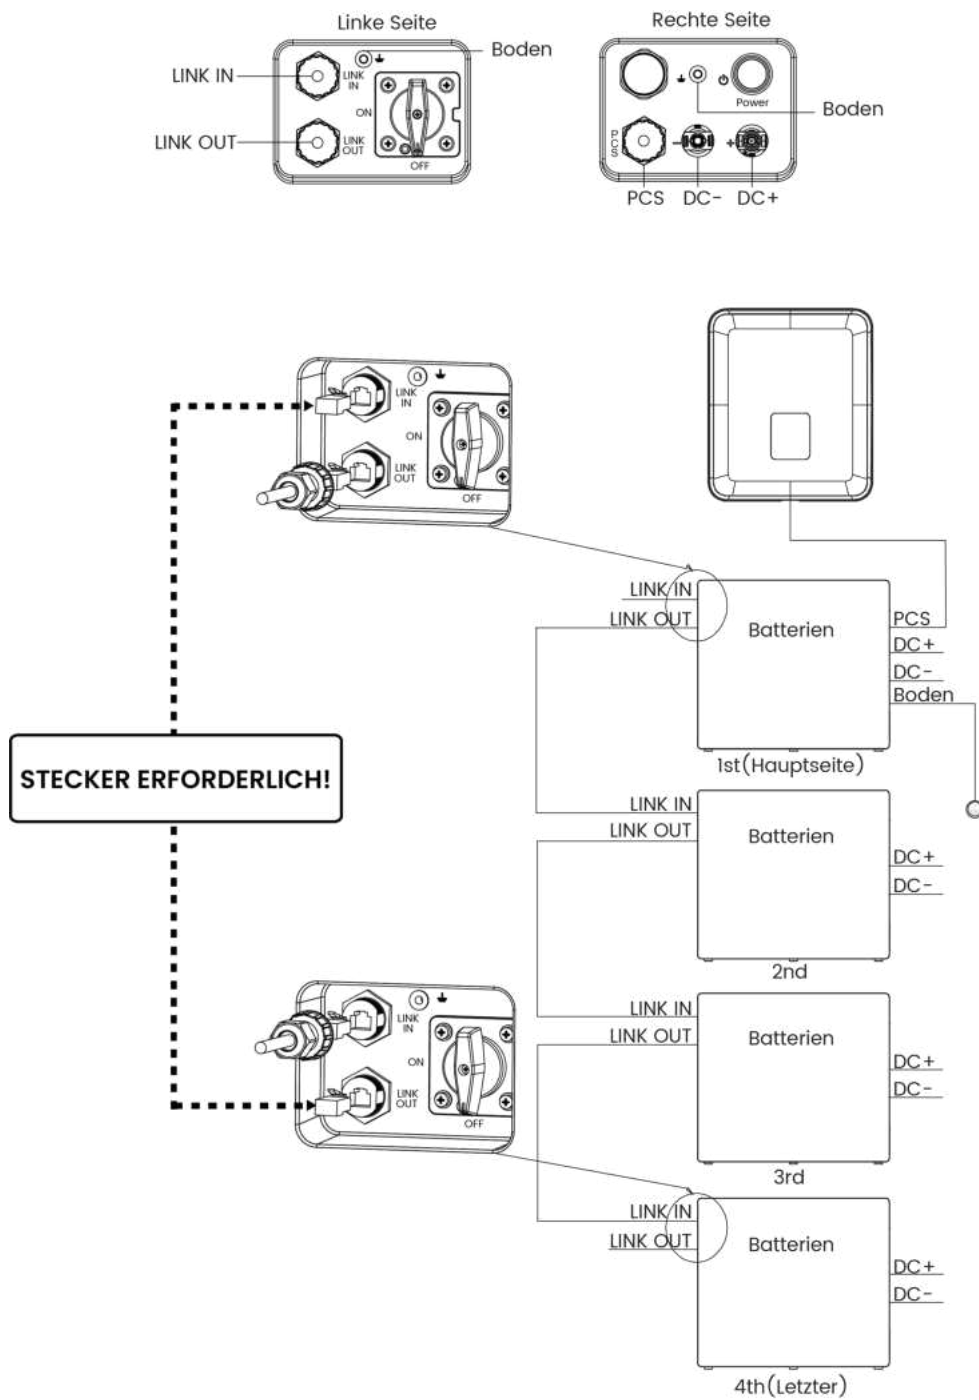 Linke Seite
Rechte Seite
Boden
LINK IN
LINK
IN
ON
LINK OUT
LINK
OUT
OFF
Power
Boden
P
C
S
PCS
DC-
DC+
LINK
IN
ON
LINK
OUT
OFF
LINK IN
LINK OUT
Batterien
PCS
DC+
DC-
Boden
1st(Hauptseite)
STECKER ERFORDERLICH!
LINK IN
LINK OUT
Batterien
DC+
DC-
2nd
LINK
IN
ON
LINK
OUT
OFF
LINK IN
LINK OUT
Batterien
DC+
DC-
3rd
LINK IN
LINK OUT
Batterien
DC+
DC-
4th(Letzter)